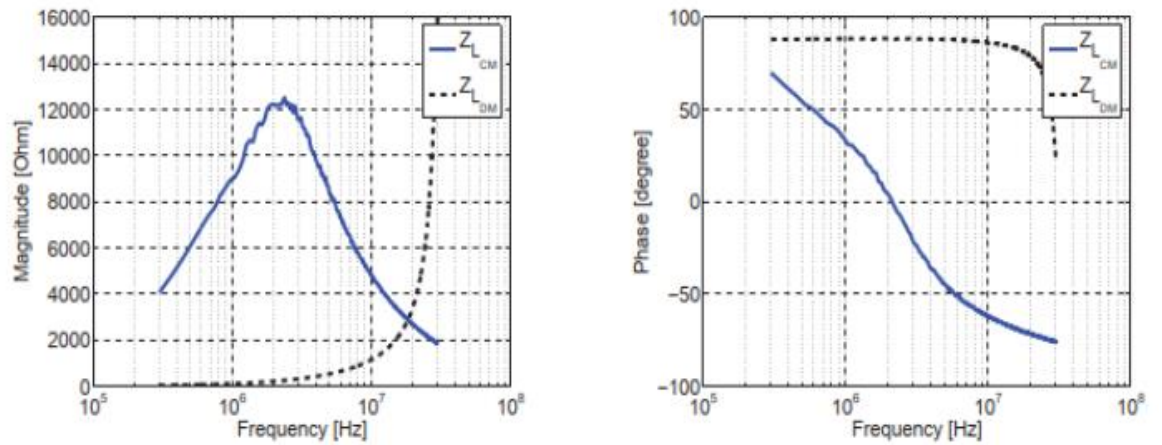 16000
14000
12000
10000
8000
6000
4000
2000
0
Magnitude [Ohm]
10^5
10^6
10^7
10^8
Frequency [Hz]
Z_L_CM
Z_L_DM
100
50
0
−50
−100
Phase [degree]
10^5
10^6
10^7
10^8
Frequency [Hz]
Z_L_CM
Z_L_DM